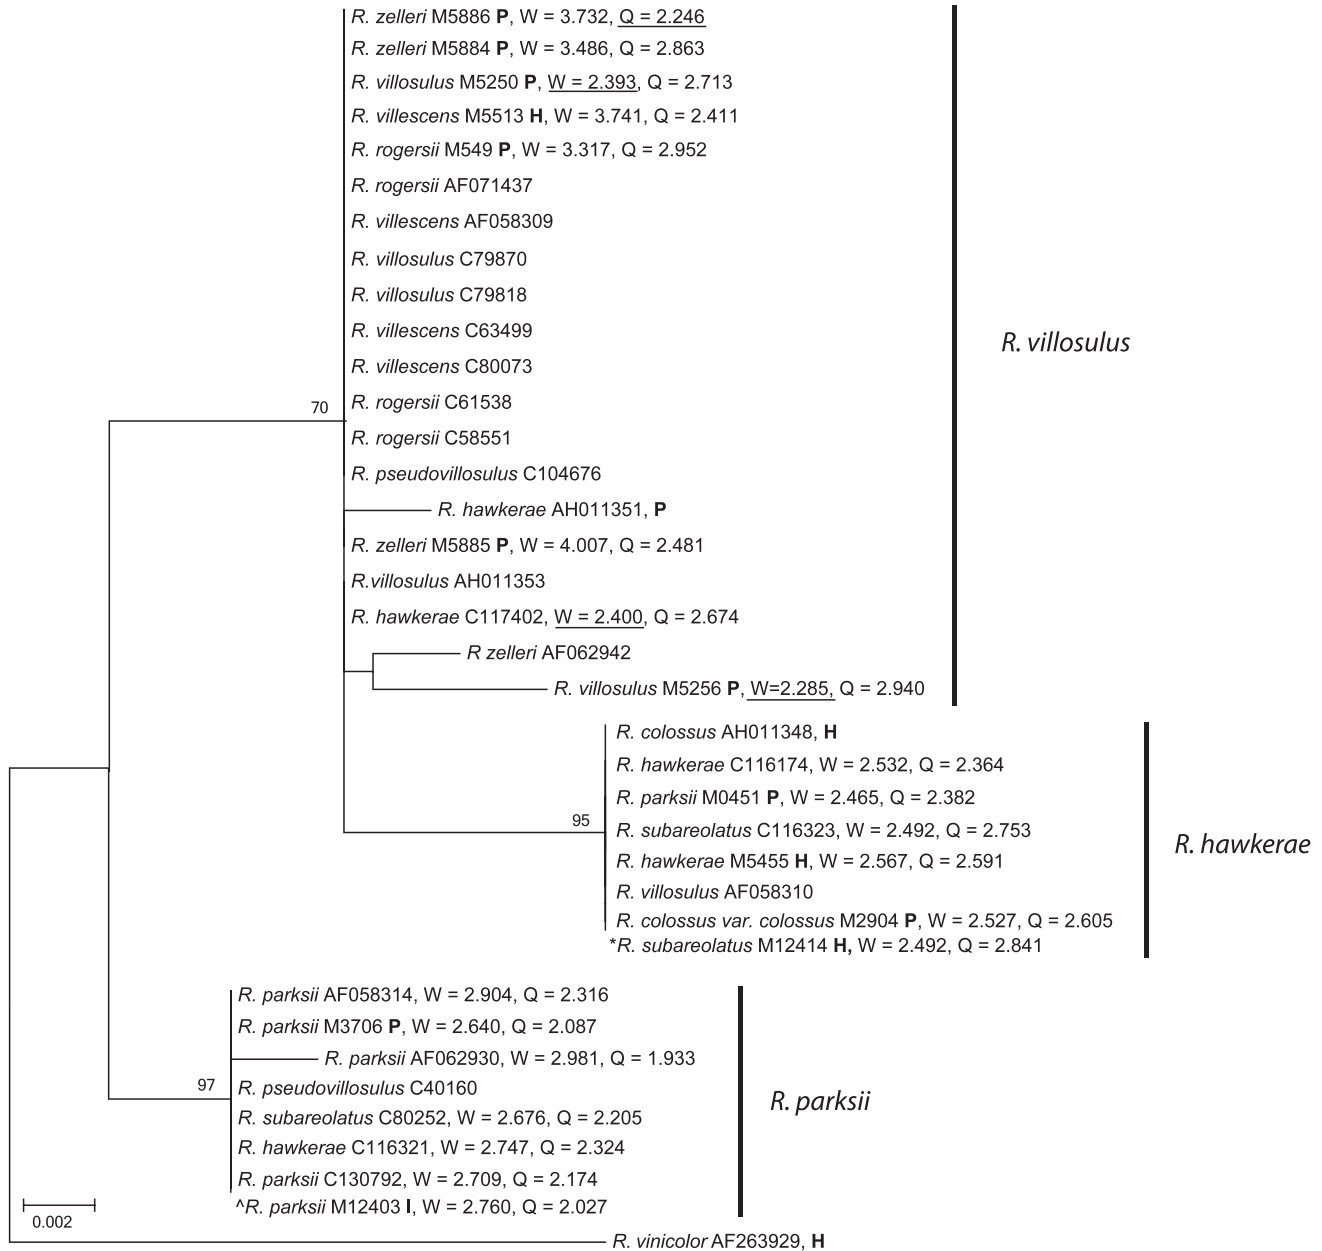 R. zelleri M5886 P, W = 3.732, Q = 2.246
R. zelleri M5884 P, W = 3.486, Q = 2.863
R. villosulus M5250 P, W = 2.393, Q = 2.713
R. villescens M5513 H, W = 3.741, Q = 2.411
R. rogersii M549 P, W = 3.317, Q = 2.952
R. rogersii AF071437
R. villescens AF058309
R. villosulus C79870
R. villosulus C79818
R. villescens C63499
R. villosulus
R. villescens C80073
70
R. rogersii C61538
R. rogersii C58551
R. pseudovillosulus C104676
R. hawkerae AH011351, P
R. zelleri M5885 P, W = 4.007, Q = 2.481
R.villosulus AH011353
R. hawkerae C117402, W = 2.400, Q = 2.674
R zelleri AF062942
R. villosulus M5256 P, W=2.285, Q = 2.940
R. colossus AH011348, H
R. hawkerae C116174, W = 2.532, Q = 2.364
R. parksii M0451 P, W = 2.465, Q = 2.382
95
R. subareolatus C116323, W = 2.492, Q = 2.753
R. hawkerae
R. hawkerae M5455 H, W = 2.567, Q = 2.591
R. villosulus AF058310
R. colossus var. colossus M2904 P, W = 2.527, Q = 2.605
*R. subareolatus M12414 H, W = 2.492, Q = 2.841
R. parksii AF058314, W = 2.904, Q = 2.316
R. parksii M3706 P, W = 2.640, Q = 2.087
R. parksii AF062930, W = 2.981, Q = 1.933
97
R. pseudovillosulus C40160
R. parksii
R. subareolatus C80252, W = 2.676, Q = 2.205
R. hawkerae C116321, W = 2.747, Q = 2.324
R. parksii C130792, W = 2.709, Q = 2.174
^R. parksii M12403 I, W = 2.760, Q = 2.027
0.002
R. vinicolor AF263929, H